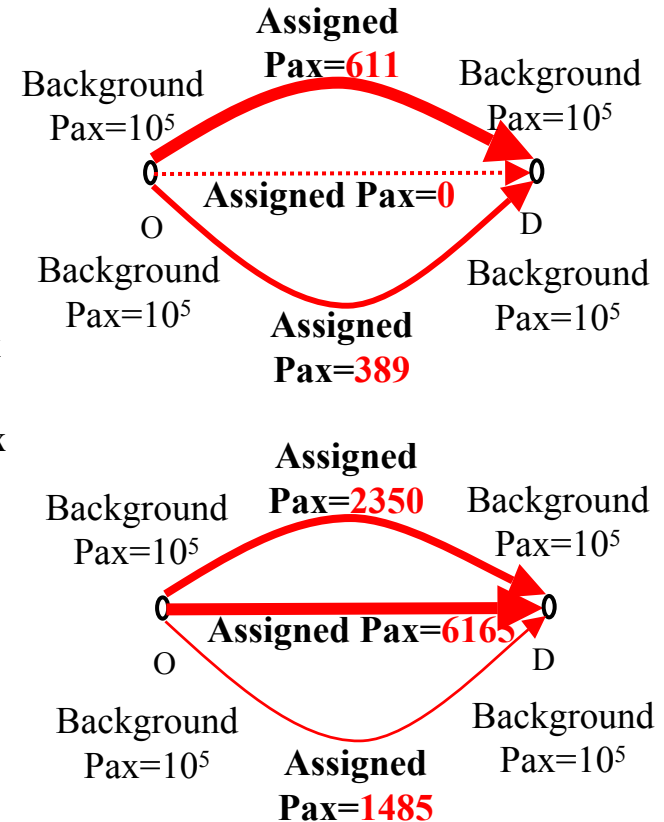 Assigned
Pax=611
Background
Pax=10⁵
Background
Pax=10⁵
Assigned Pax=0
O
D
Background
Pax=10⁵
Background
Pax=10⁵
Assigned
Pax=389
Assigned
Pax=2350
Background
Pax=10⁵
Background
Pax=10⁵
Assigned Pax=6165
O
D
Background
Pax=10⁵
Background
Pax=10⁵
Assigned
Pax=1485